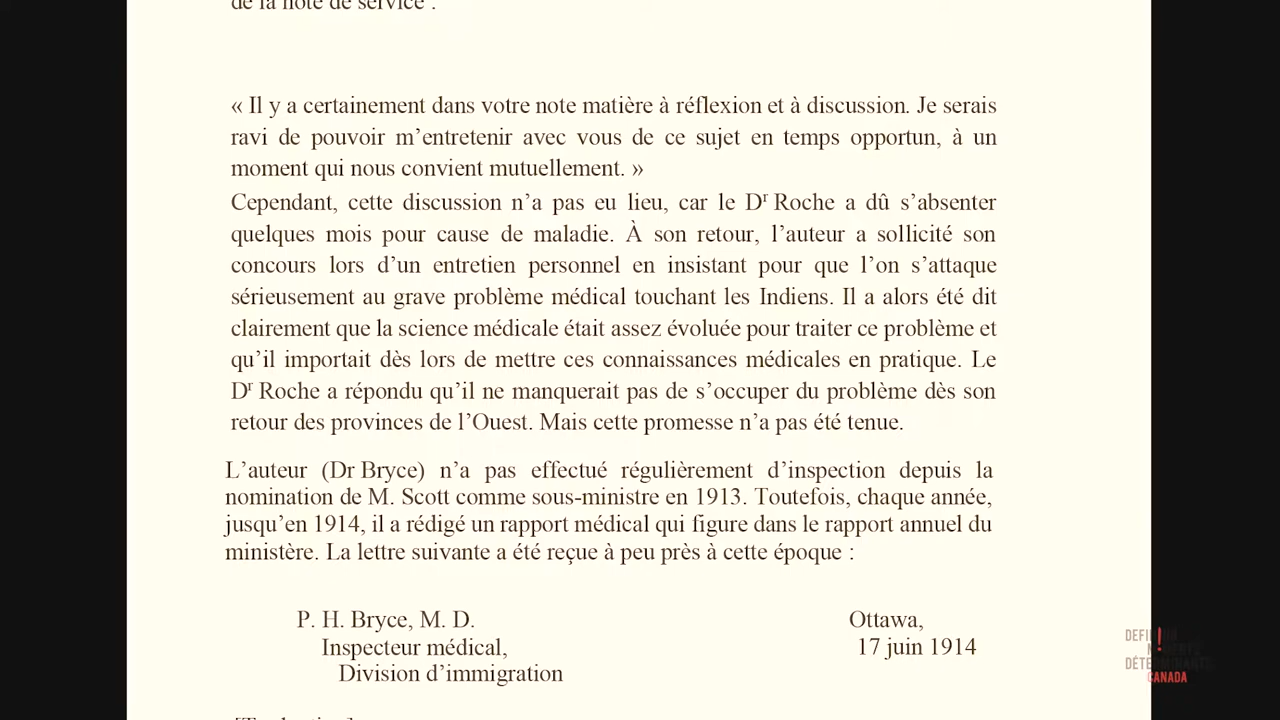 de la note de service :
« Il y a certainement dans votre note matière à réflexion et à discussion. Je serais
ravi de pouvoir m’entretenir avec vous de ce sujet en temps opportun, à un
moment qui nous convient mutuellement. »
Cependant, cette discussion n’a pas eu lieu, car le Dʳ Roche a dû s’absenter
quelques mois pour cause de maladie. À son retour, l’auteur a sollicité son
concours lors d’un entretien personnel en insistant pour que l’on s’attaque
sérieusement au grave problème médical touchant les Indiens. Il a alors été dit
clairement que la science médicale était assez évoluée pour traiter ce problème et
qu’il importait dès lors de mettre ces connaissances médicales en pratique. Le
Dʳ Roche a répondu qu’il ne manquerait pas de s’occuper du problème dès son
retour des provinces de l’Ouest. Mais cette promesse n’a pas été tenue.
L’auteur (Dr Bryce) n’a pas effectué régulièrement d’inspection depuis la
nomination de M. Scott comme sous-ministre en 1913. Toutefois, chaque année,
jusqu’en 1914, il a rédigé un rapport médical qui figure dans le rapport annuel du
ministère. La lettre suivante a été reçue à peu près à cette époque :
P. H. Bryce, M. D. Ottawa,
Inspecteur médical, 17 juin 1914
Division d’immigration
CANADA